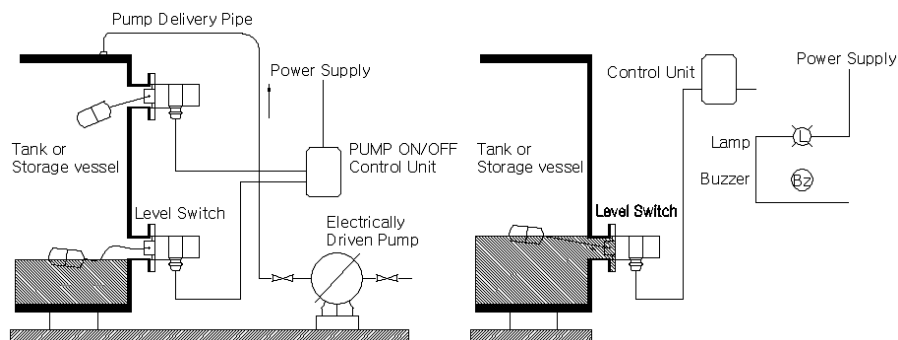 Pump Delivery Pipe
Power Supply
Tank or
Storage vessel
PUMP ON/OFF
Control Unit
Level Switch
Electrically
Driven Pump
Control Unit
Power Supply
Tank or
Storage vessel
Lamp
L
Buzzer
Bz
Level Switch